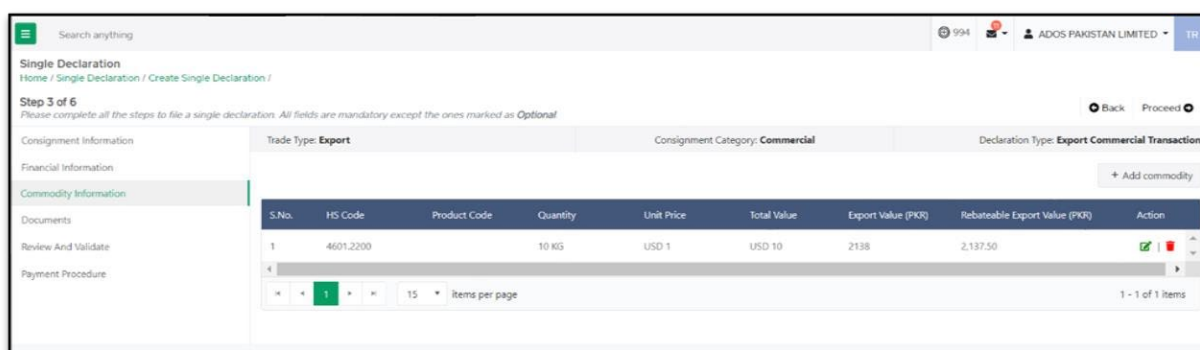 Search anything 994 11 ADOS PAKISTAN LIMITED TR
Single Declaration
Home / Single Declaration / Create Single Declaration /
Step 3 of 6
Please complete all the steps to file a single declaration. All fields are mandatory except the ones marked as Optional.
Back Proceed
Consignment Information
Financial Information
Commodity Information
Documents
Review And Validate
Payment Procedure
Trade Type: Export Consignment Category: Commercial Declaration Type: Export Commercial Transaction
+ Add commodity
S.No. HS Code Product Code Quantity Unit Price Total Value Export Value (PKR) Rebateable Export Value (PKR) Action
1 4601.2200 10 KG USD 1 USD 10 2138 2,137.50
1 15 items per page 1 - 1 of 1 items